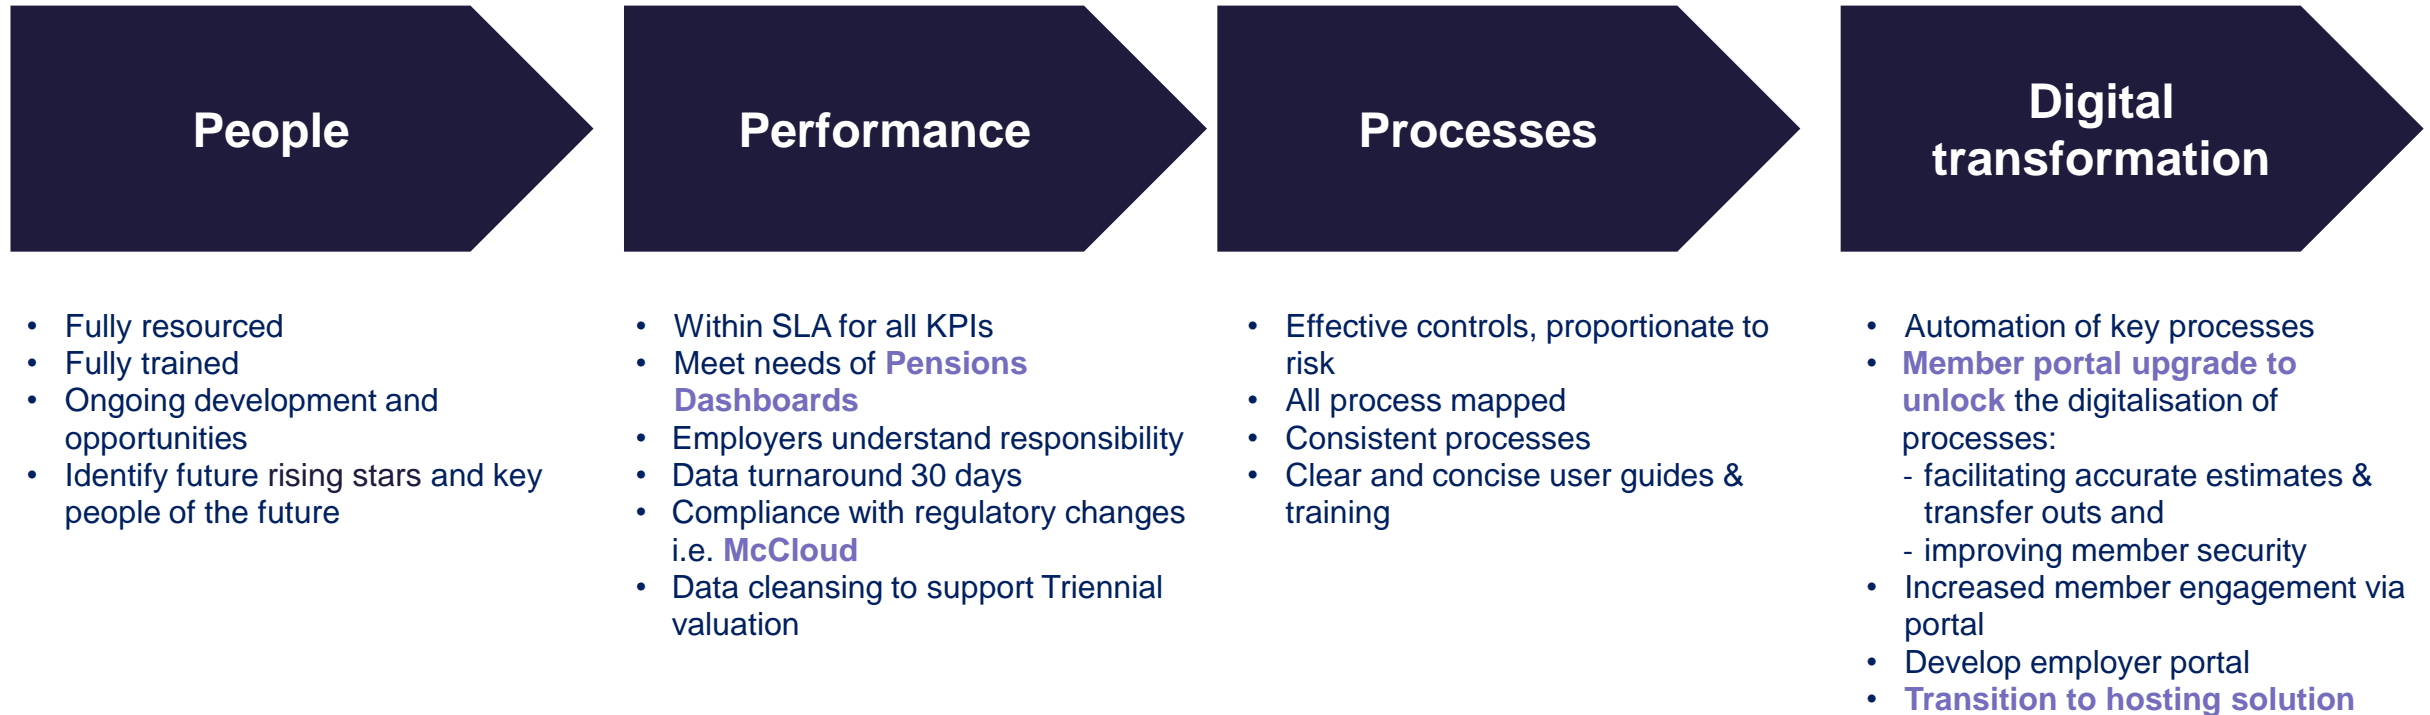 People
• Fully resourced
• Fully trained
• Ongoing development and
opportunities
• Identify future rising stars and key
people of the future
Performance
• Within SLA for all KPIs
• Meet needs of Pensions
Dashboards
• Employers understand responsibility
• Data turnaround 30 days
• Compliance with regulatory changes
i.e. McCloud
• Data cleansing to support Triennial
valuation
Processes
• Effective controls, proportionate to
risk
• All process mapped
• Consistent processes
• Clear and concise user guides &
training
Digital
transformation
• Automation of key processes
• Member portal upgrade to
unlock the digitalisation of
processes:
- facilitating accurate estimates &
transfer outs and
- improving member security
• Increased member engagement via
portal
• Develop employer portal
• Transition to hosting solution